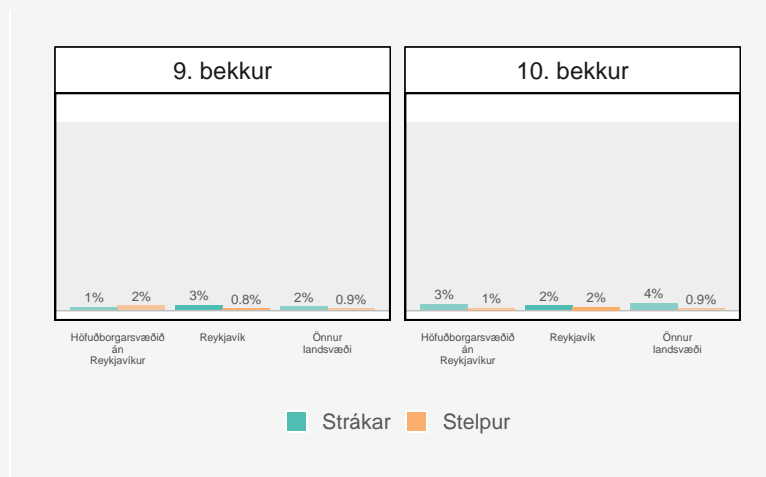 9. bekkur
10. bekkur
1%
2%
3%
0.8%
2%
0.9%
3%
1%
2%
2%
4%
0.9%
Höfuðborgarsvæðið
án
Reykjavíkur
Reykjavík
Önnur
landsvæði
Höfuðborgarsvæðið
án
Reykjavíkur
Reykjavík
Önnur
landsvæði
Strákar
Stelpur